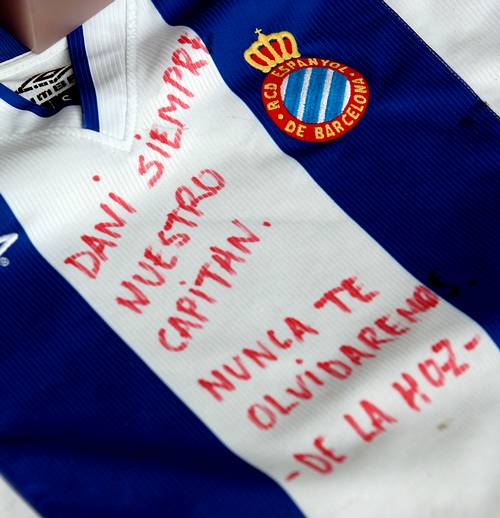 RCD ESPANYOL
· DE BARCELONA ·
DANI SIEMPRE
NUESTRO
CAPITAN.
NUNCA TE
OLVIDAREMOS.
-DE LA HOZ-